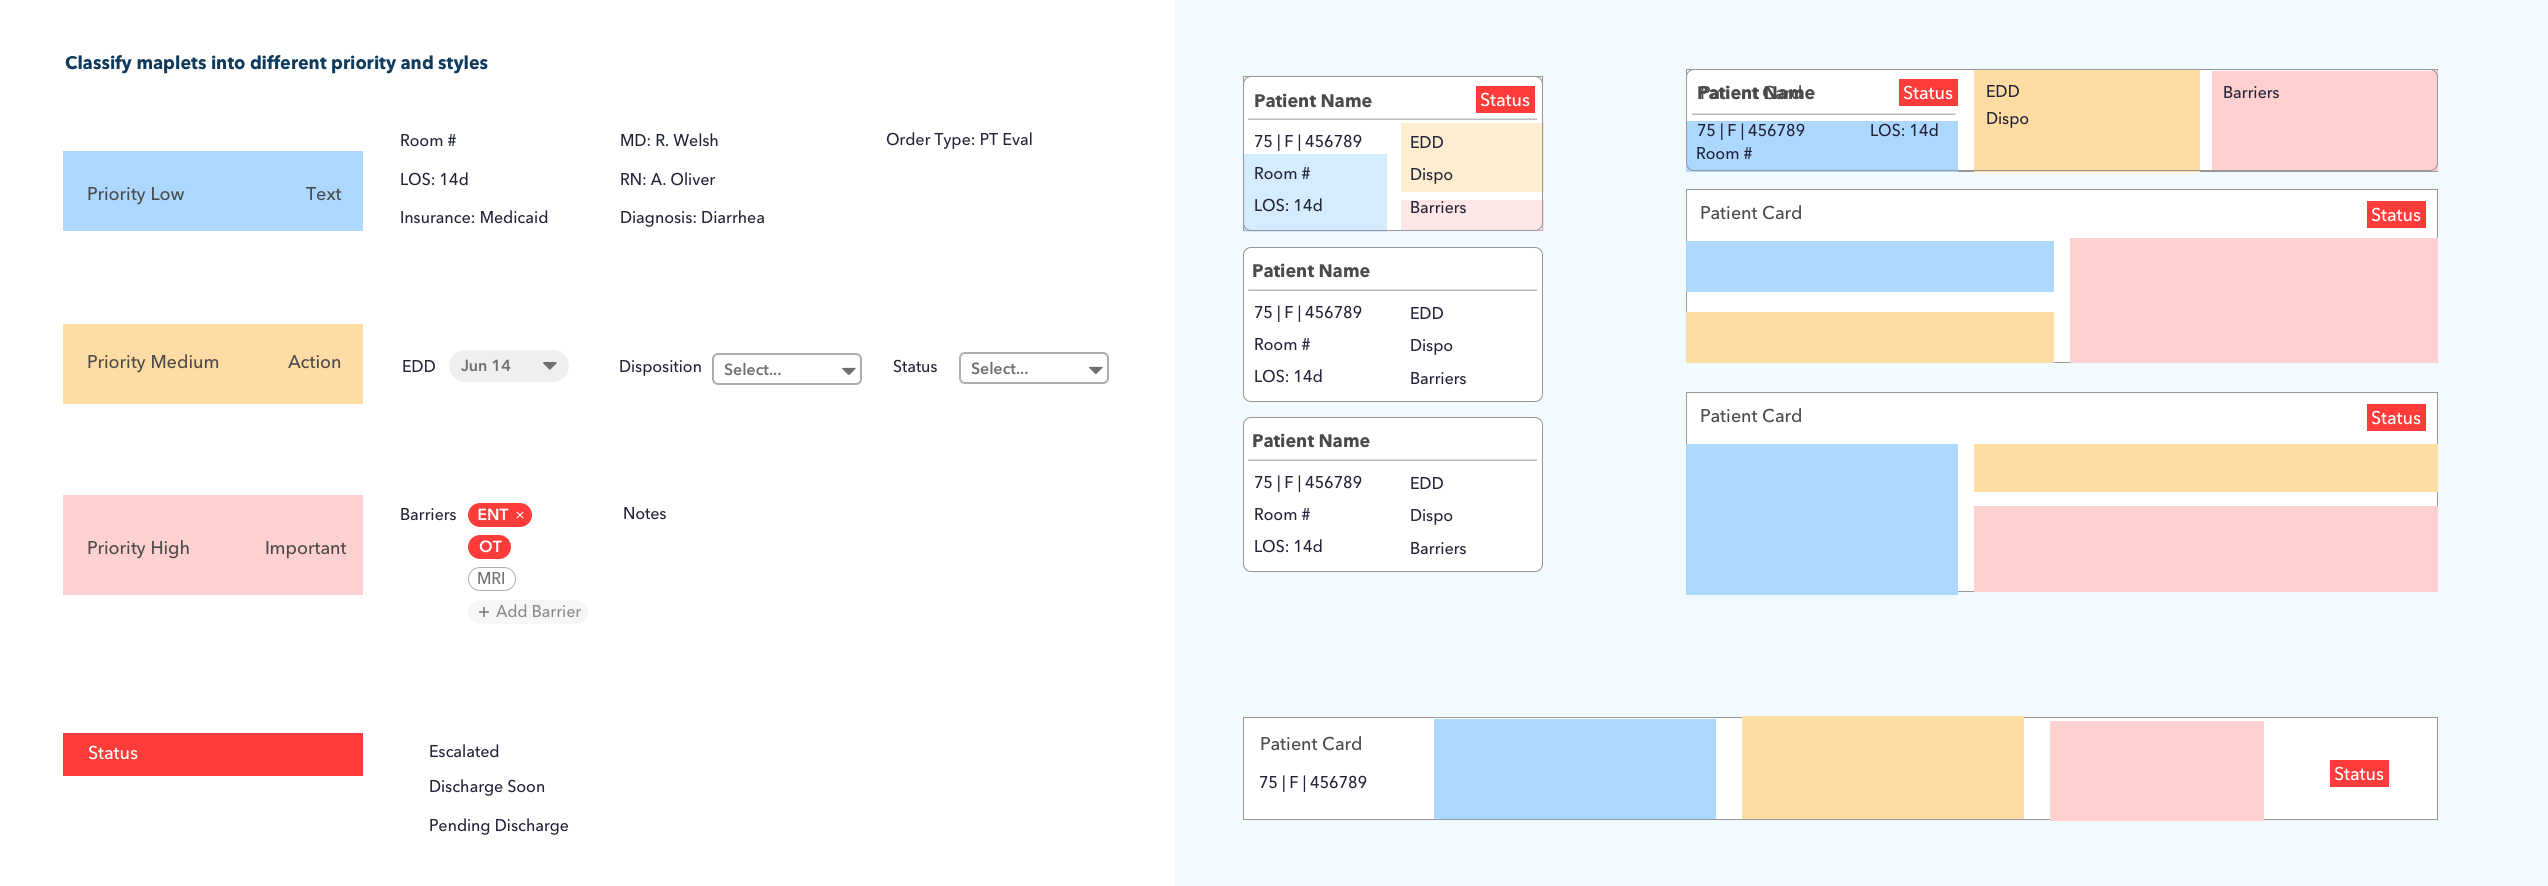 Classify maplets into different priority and styles
Priority Low Text
Room #
LOS: 14d
Insurance: Medicaid
MD: R. Welsh
RN: A. Oliver
Diagnosis: Diarrhea
Order Type: PT Eval
Priority Medium Action
EDD Jun 14
Disposition Select...
Status Select...
Priority High Important
Barriers ENT ×
OT
MRI
+ Add Barrier
Notes
Status
Escalated
Discharge Soon
Pending Discharge
Patient Name Status
75 | F | 456789
Room #
LOS: 14d
EDD
Dispo
Barriers
Patient Name
75 | F | 456789
Room #
LOS: 14d
EDD
Dispo
Barriers
Patient Name
75 | F | 456789
Room #
LOS: 14d
EDD
Dispo
Barriers
Patient Name Status
Patient Card
75 | F | 456789 LOS: 14d
Room #
EDD
Dispo
Barriers
Patient Card Status
Patient Card Status
Patient Card
75 | F | 456789
Status